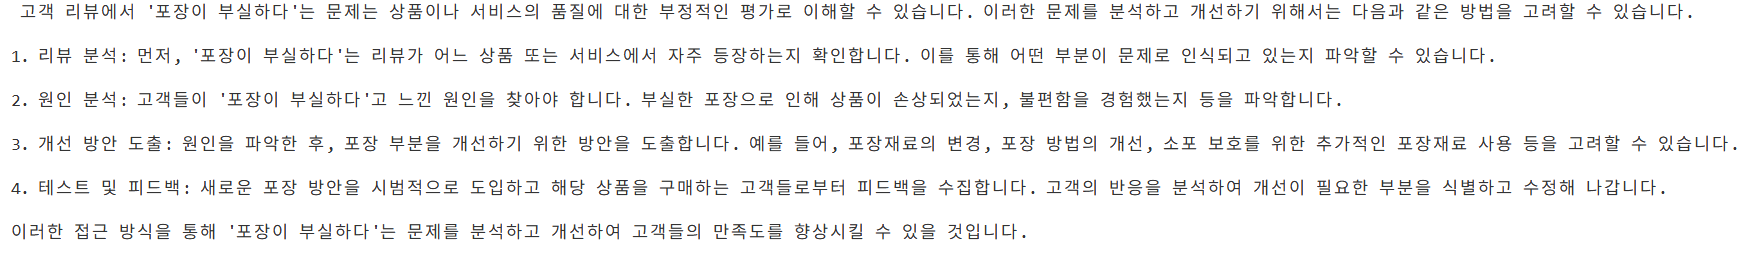 고객 리뷰에서 '포장이 부실하다'는 문제는 상품이나 서비스의 품질에 대한 부정적인 평가로 이해할 수 있습니다. 이러한 문제를 분석하고 개선하기 위해서는 다음과 같은 방법을 고려할 수 있습니다.
1. 리뷰 분석: 먼저, '포장이 부실하다'는 리뷰가 어느 상품 또는 서비스에서 자주 등장하는지 확인합니다. 이를 통해 어떤 부분이 문제로 인식되고 있는지 파악할 수 있습니다.
2. 원인 분석: 고객들이 '포장이 부실하다'고 느낀 원인을 찾아야 합니다. 부실한 포장으로 인해 상품이 손상되었는지, 불편함을 경험했는지 등을 파악합니다.
3. 개선 방안 도출: 원인을 파악한 후, 포장 부분을 개선하기 위한 방안을 도출합니다. 예를 들어, 포장재료의 변경, 포장 방법의 개선, 소포 보호를 위한 추가적인 포장재료 사용 등을 고려할 수 있습니다.
4. 테스트 및 피드백: 새로운 포장 방안을 시범적으로 도입하고 해당 상품을 구매하는 고객들로부터 피드백을 수집합니다. 고객의 반응을 분석하여 개선이 필요한 부분을 식별하고 수정해 나갑니다.
이러한 접근 방식을 통해 '포장이 부실하다'는 문제를 분석하고 개선하여 고객들의 만족도를 향상시킬 수 있을 것입니다.